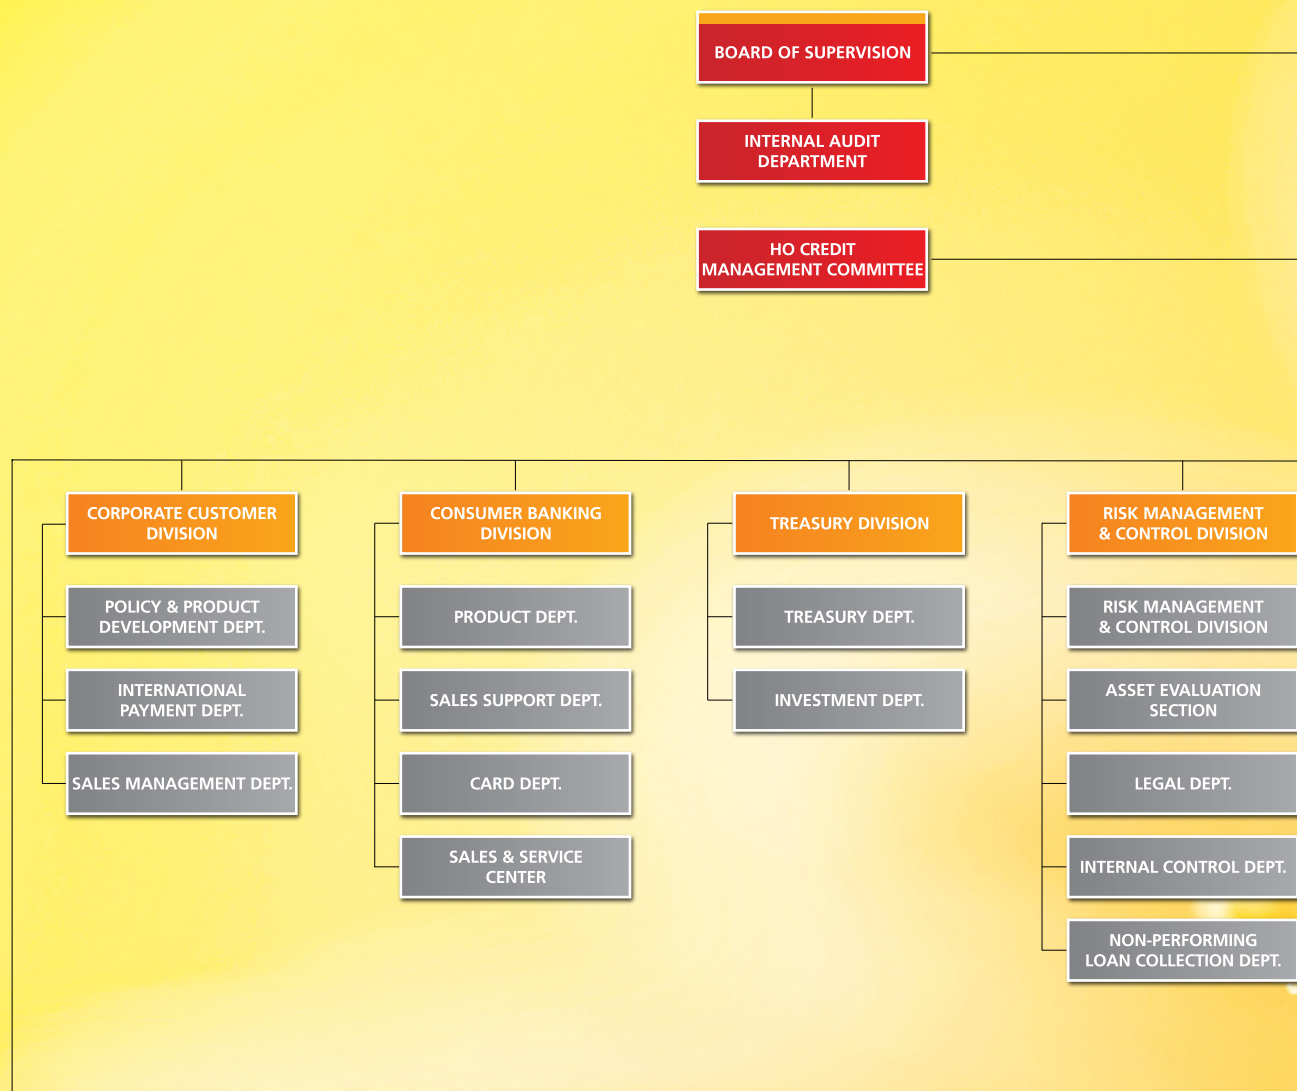 BOARD OF SUPERVISION
INTERNAL AUDIT
DEPARTMENT
HO CREDIT
MANAGEMENT COMMITTEE
CORPORATE CUSTOMER
DIVISION
POLICY & PRODUCT
DEVELOPMENT DEPT.
INTERNATIONAL
PAYMENT DEPT.
SALES MANAGEMENT DEPT.
CONSUMER BANKING
DIVISION
PRODUCT DEPT.
SALES SUPPORT DEPT.
CARD DEPT.
SALES & SERVICE
CENTER
TREASURY DIVISION
TREASURY DEPT.
INVESTMENT DEPT.
RISK MANAGEMENT
& CONTROL DIVISION
RISK MANAGEMENT
& CONTROL DIVISION
ASSET EVALUATION
SECTION
LEGAL DEPT.
INTERNAL CONTROL DEPT.
NON-PERFORMING
LOAN COLLECTION DEPT.